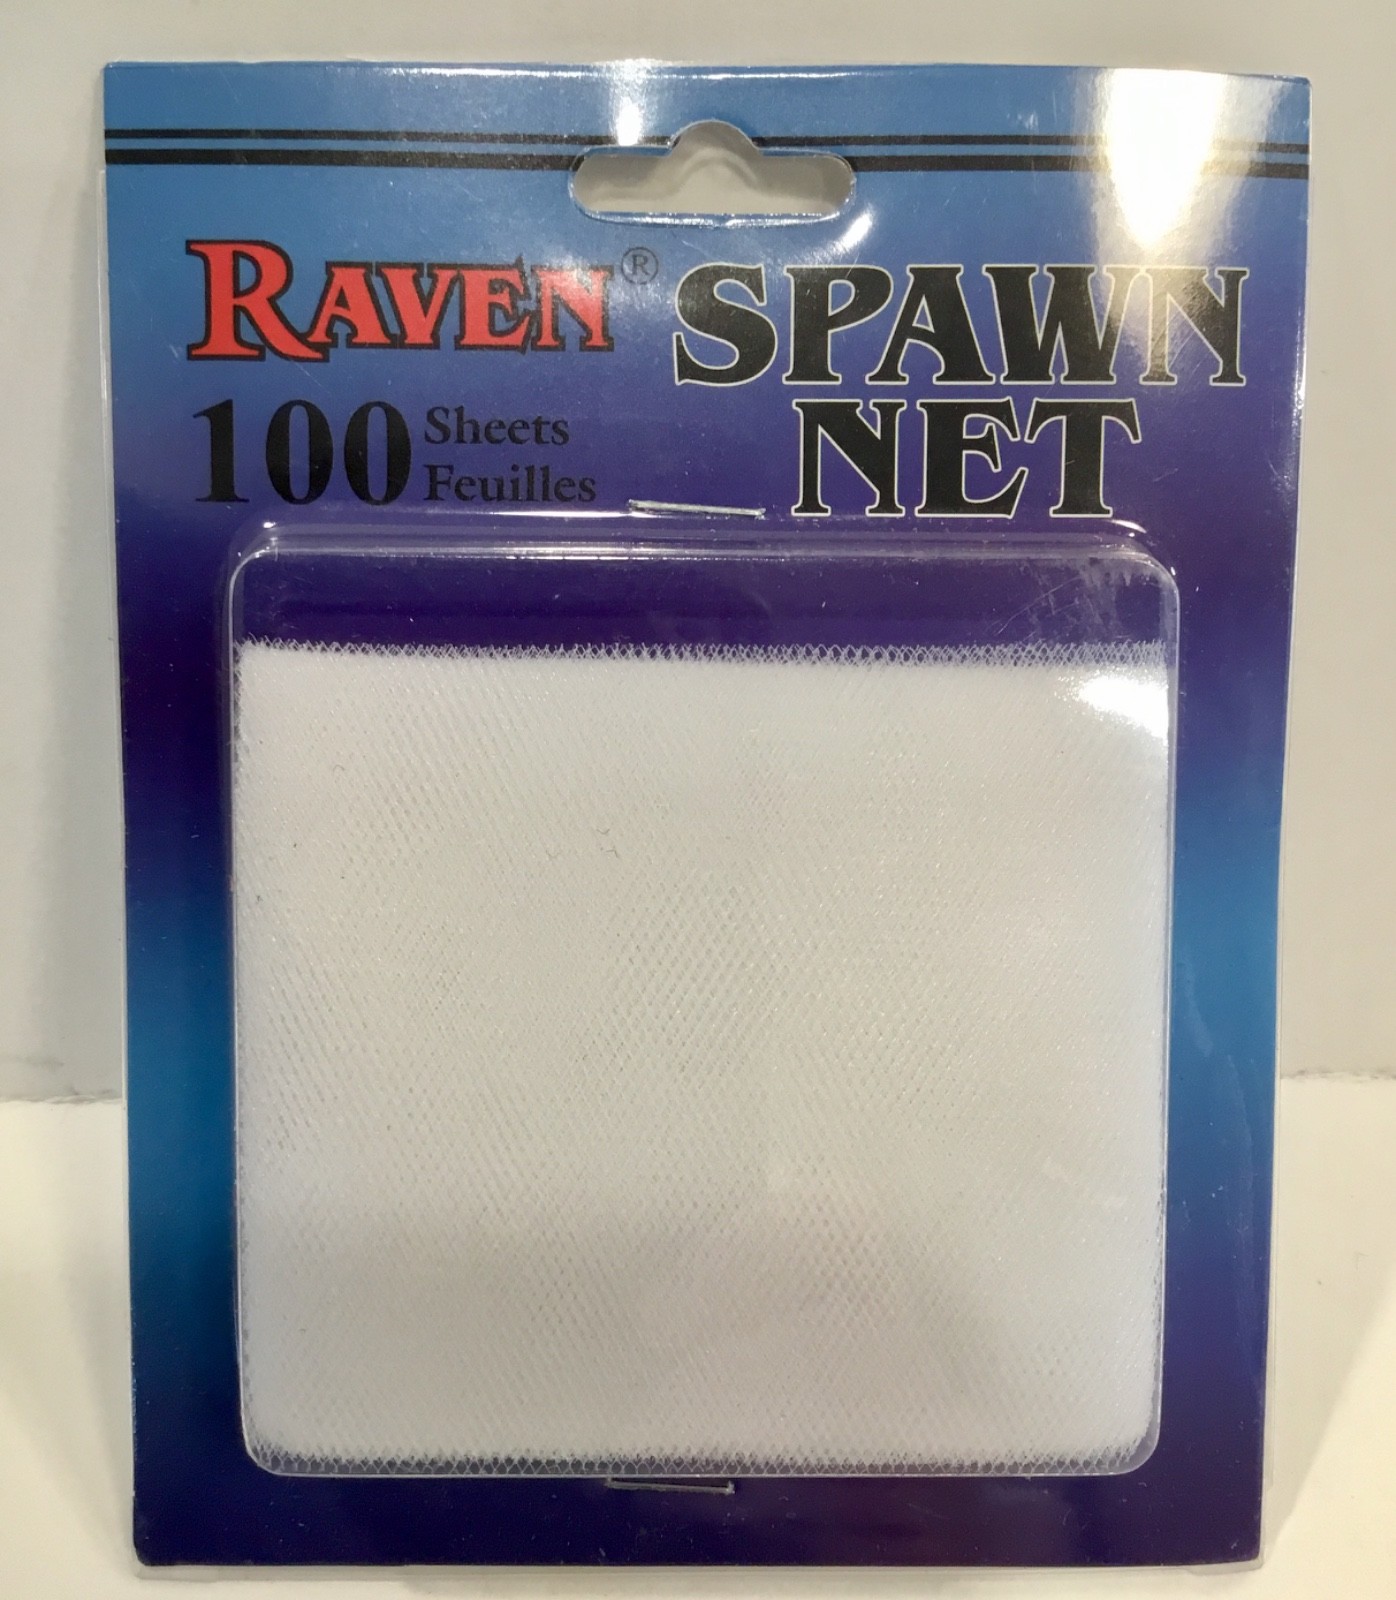 RAVEN®
SPAWN
NET
100 Sheets
Feuilles